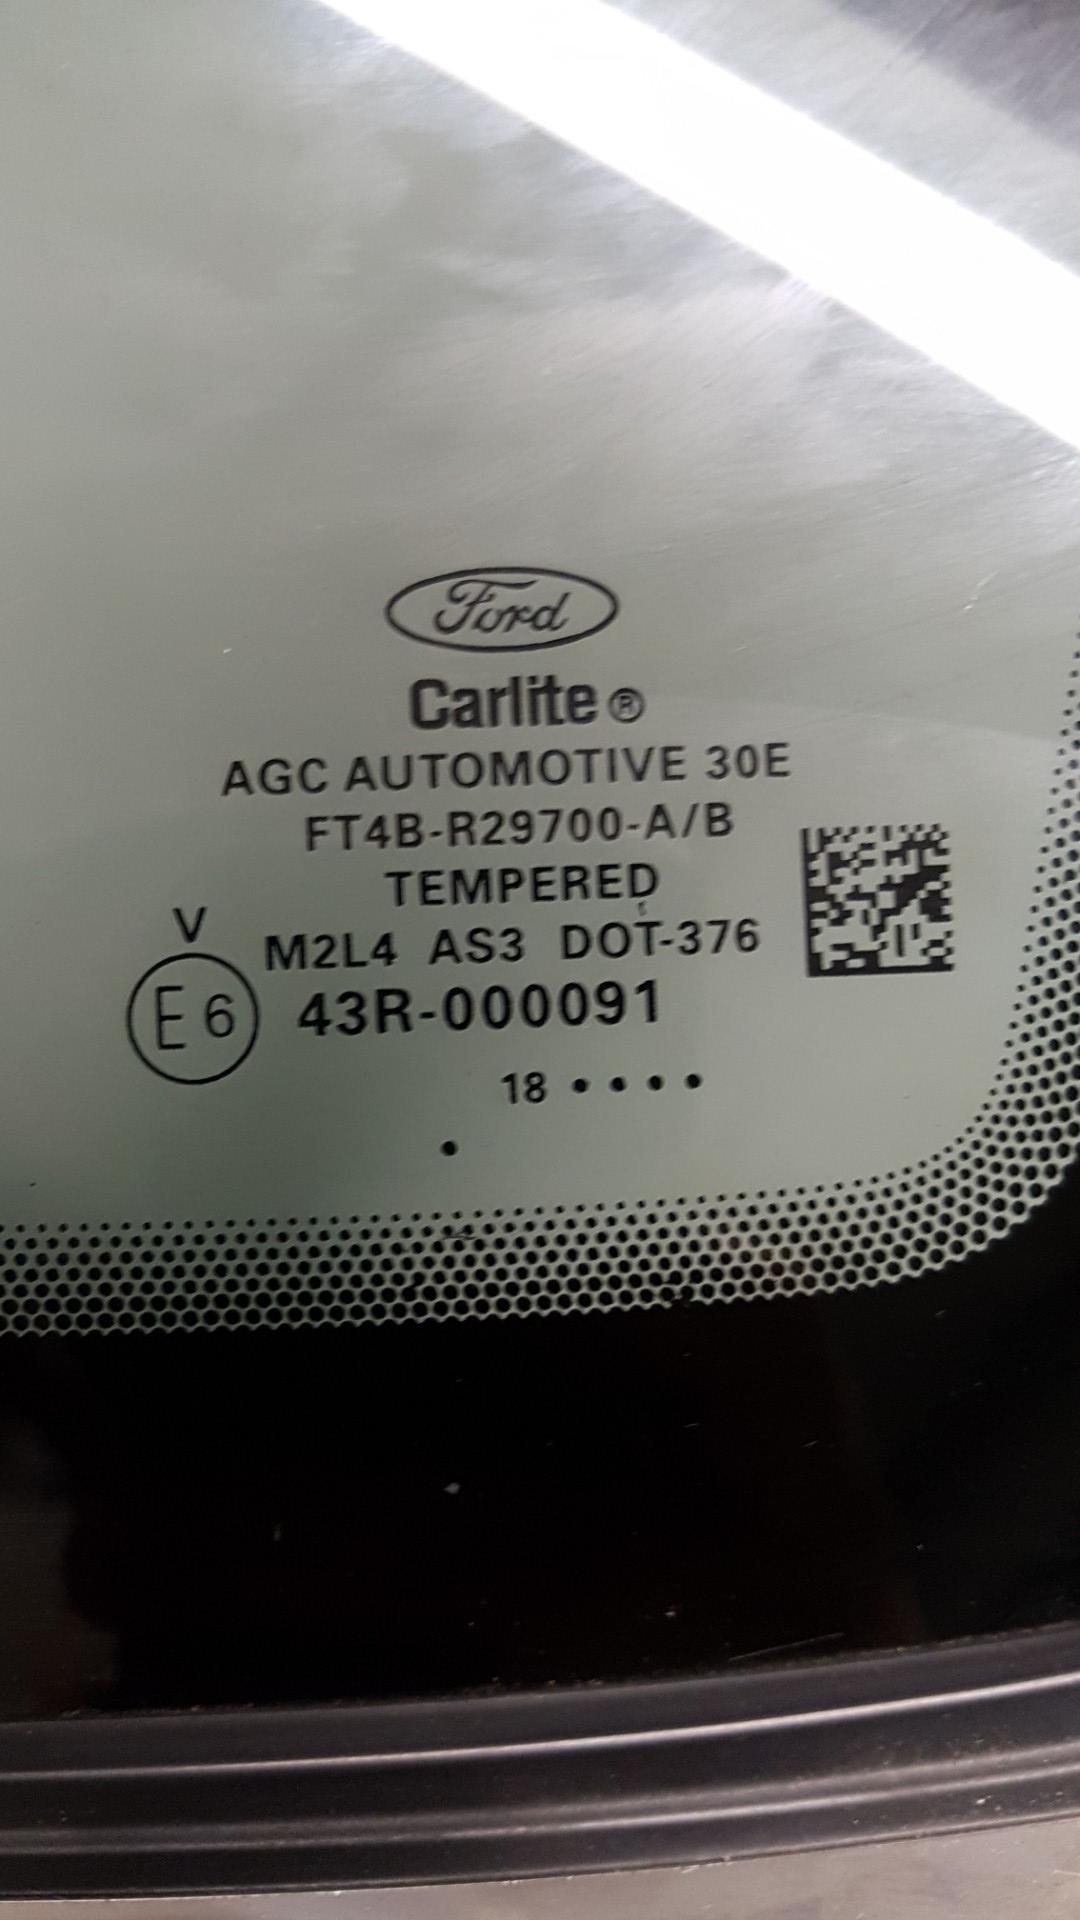 Ford
Carlite®
AGC AUTOMOTIVE 30E
FT4B-R29700-A/B
TEMPERED
V
M2L4 AS3 DOT-376
E6 43R-000091
18 • • • •
•